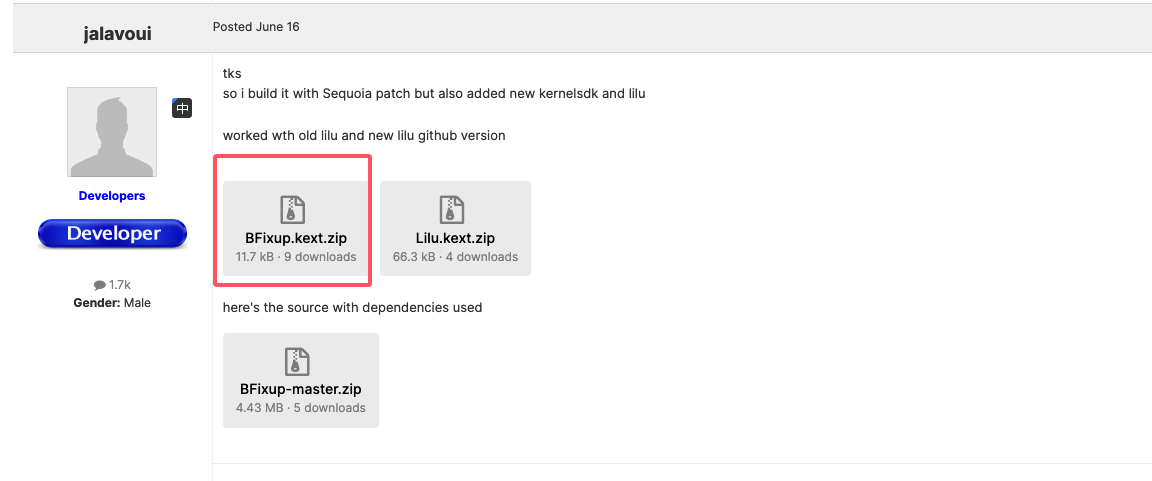 jalavoui
Posted June 16
中
Developers
Developer
1.7k
Gender: Male
tks
so i build it with Sequoia patch but also added new kernelsdk and lilu
worked wth old lilu and new lilu github version
BFixup.kext.zip
11.7 kB · 9 downloads
Lilu.kext.zip
66.3 kB · 4 downloads
here's the source with dependencies used
BFixup-master.zip
4.43 MB · 5 downloads